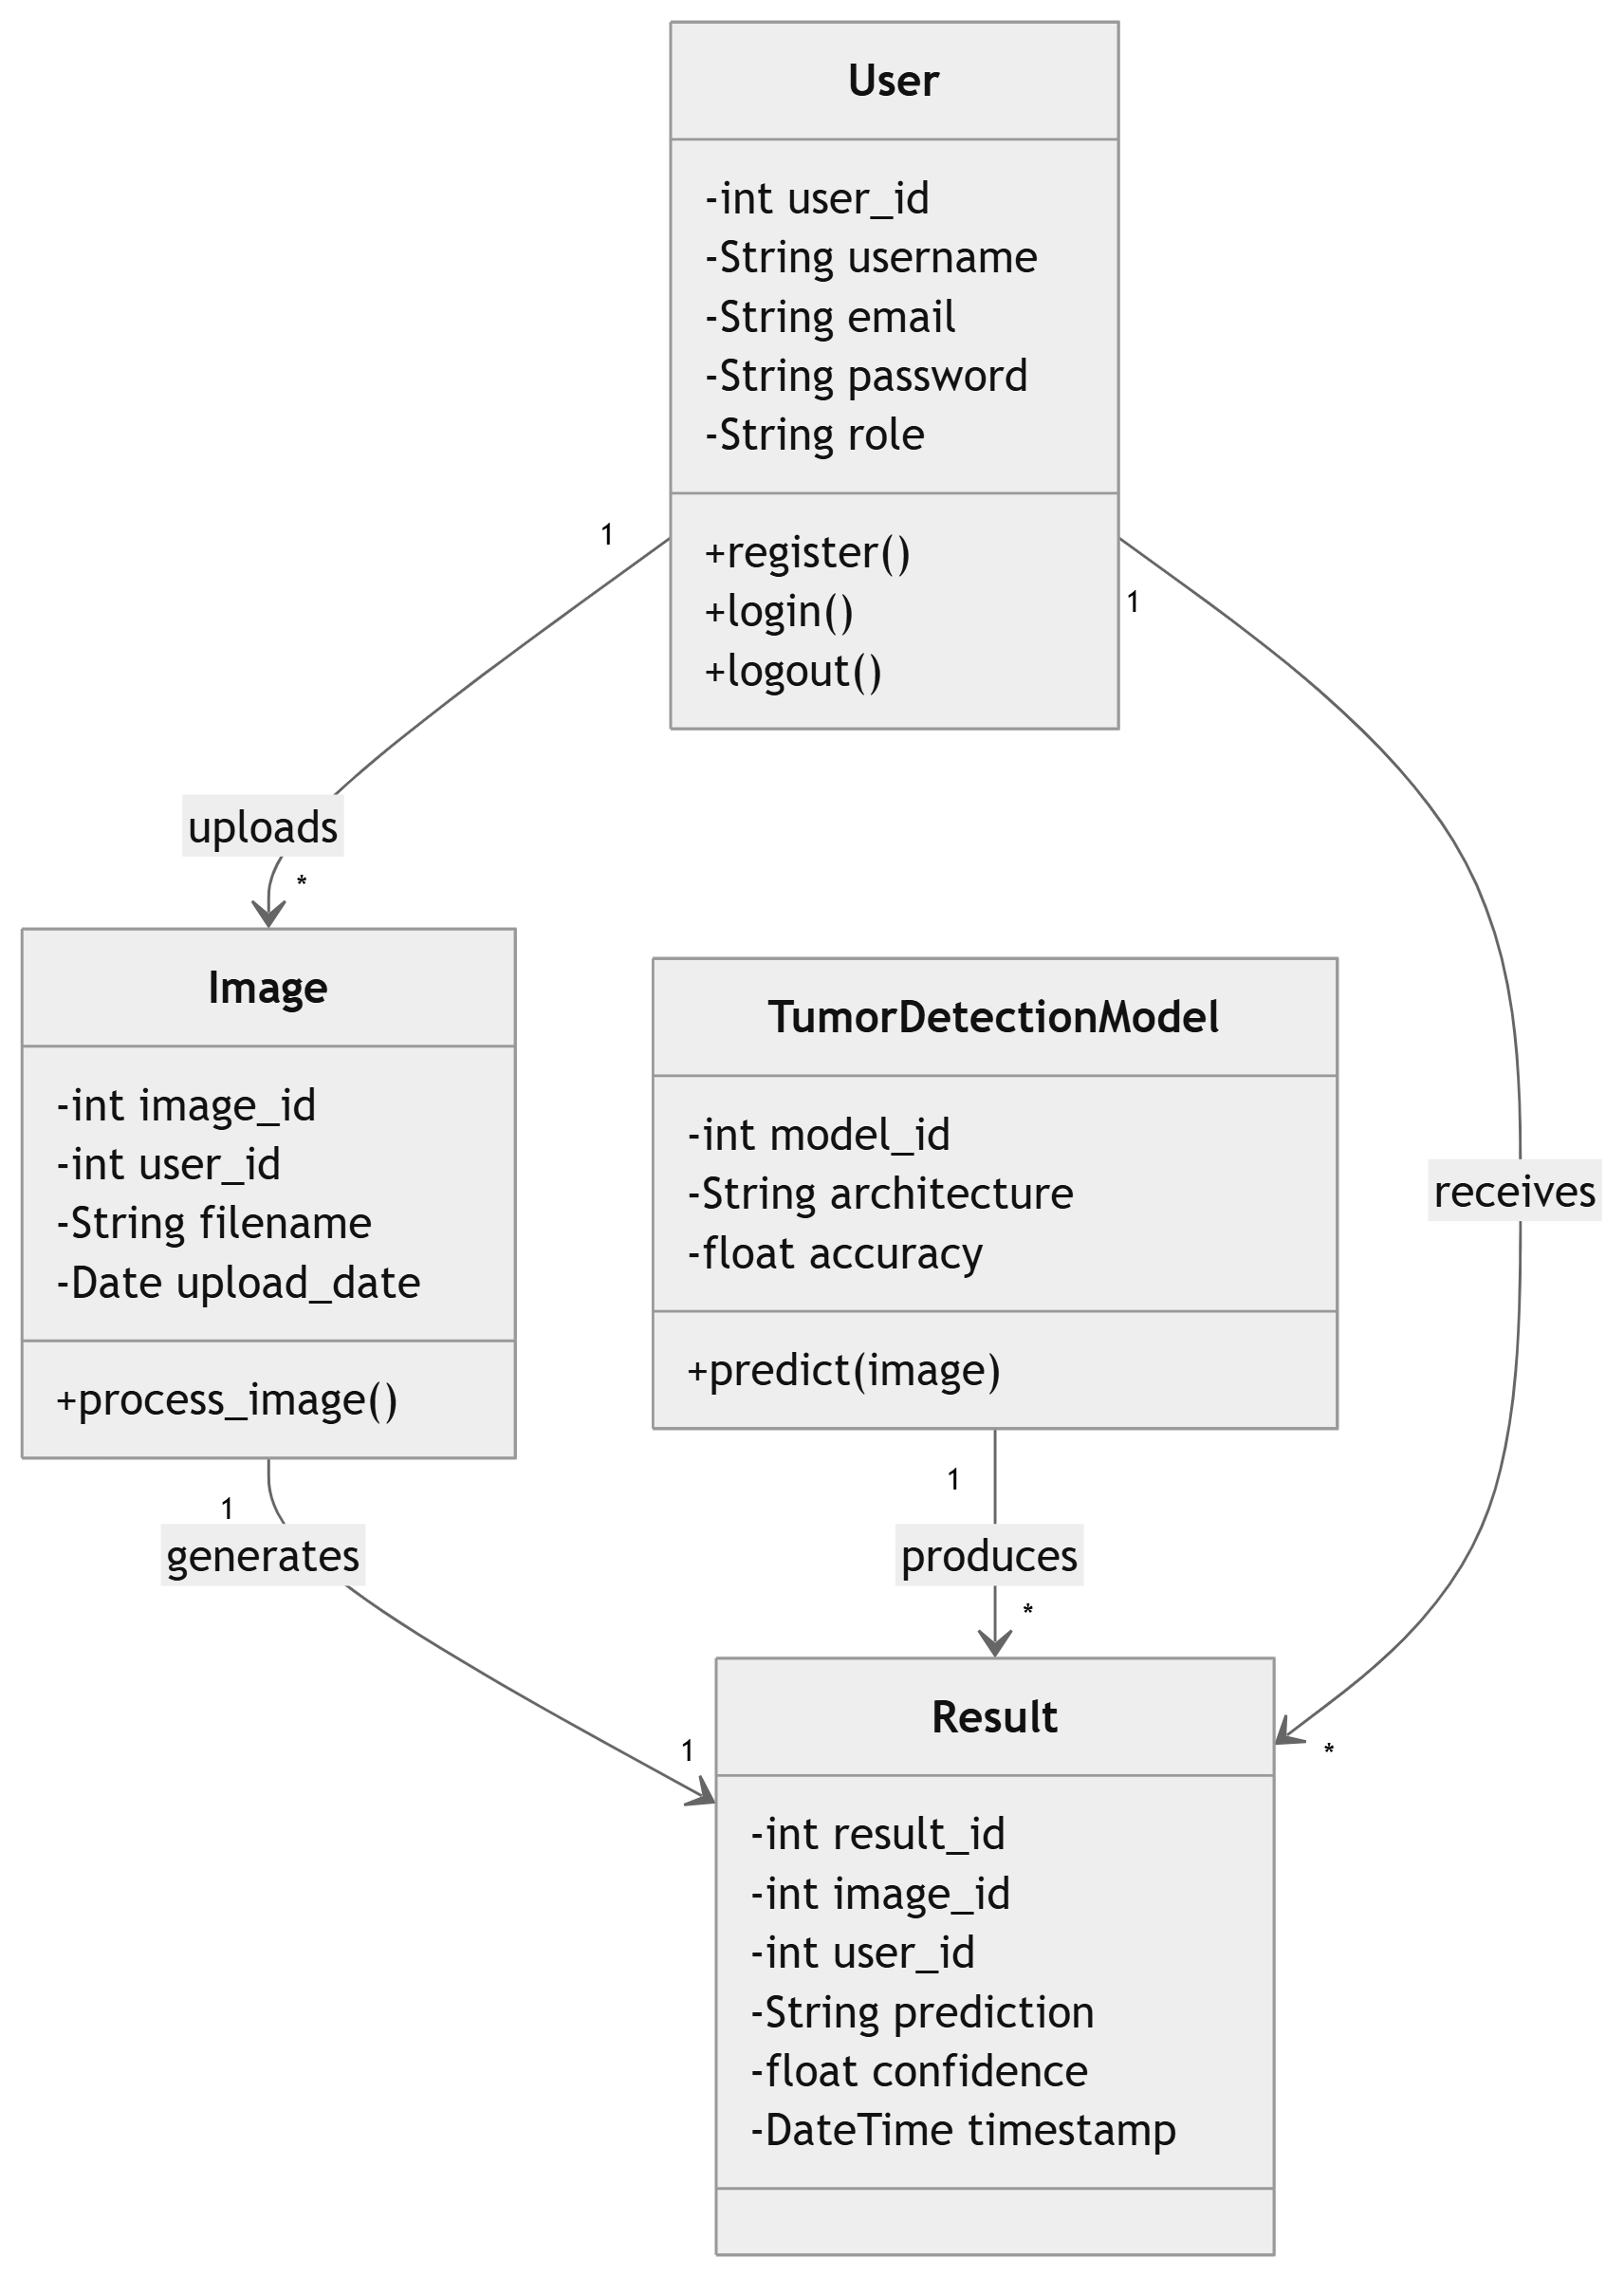 User
-int user_id
-String username
-String email
-String password
-String role
+register()
+login()
+logout()
1
1
uploads
*
Image
-int image_id
-int user_id
-String filename
-Date upload_date
+process_image()
TumorDetectionModel
-int model_id
-String architecture
-float accuracy
+predict(image)
receives
1
generates
1
1
produces
*
*
Result
-int result_id
-int image_id
-int user_id
-String prediction
-float confidence
-DateTime timestamp